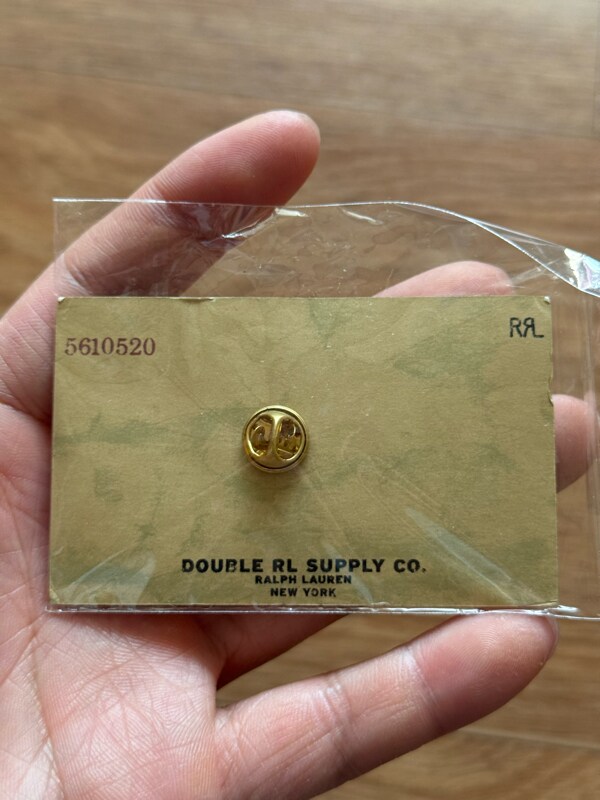 5610520
RRL
DOUBLE RL SUPPLY CO.
RALPH LAUREN
NEW YORK